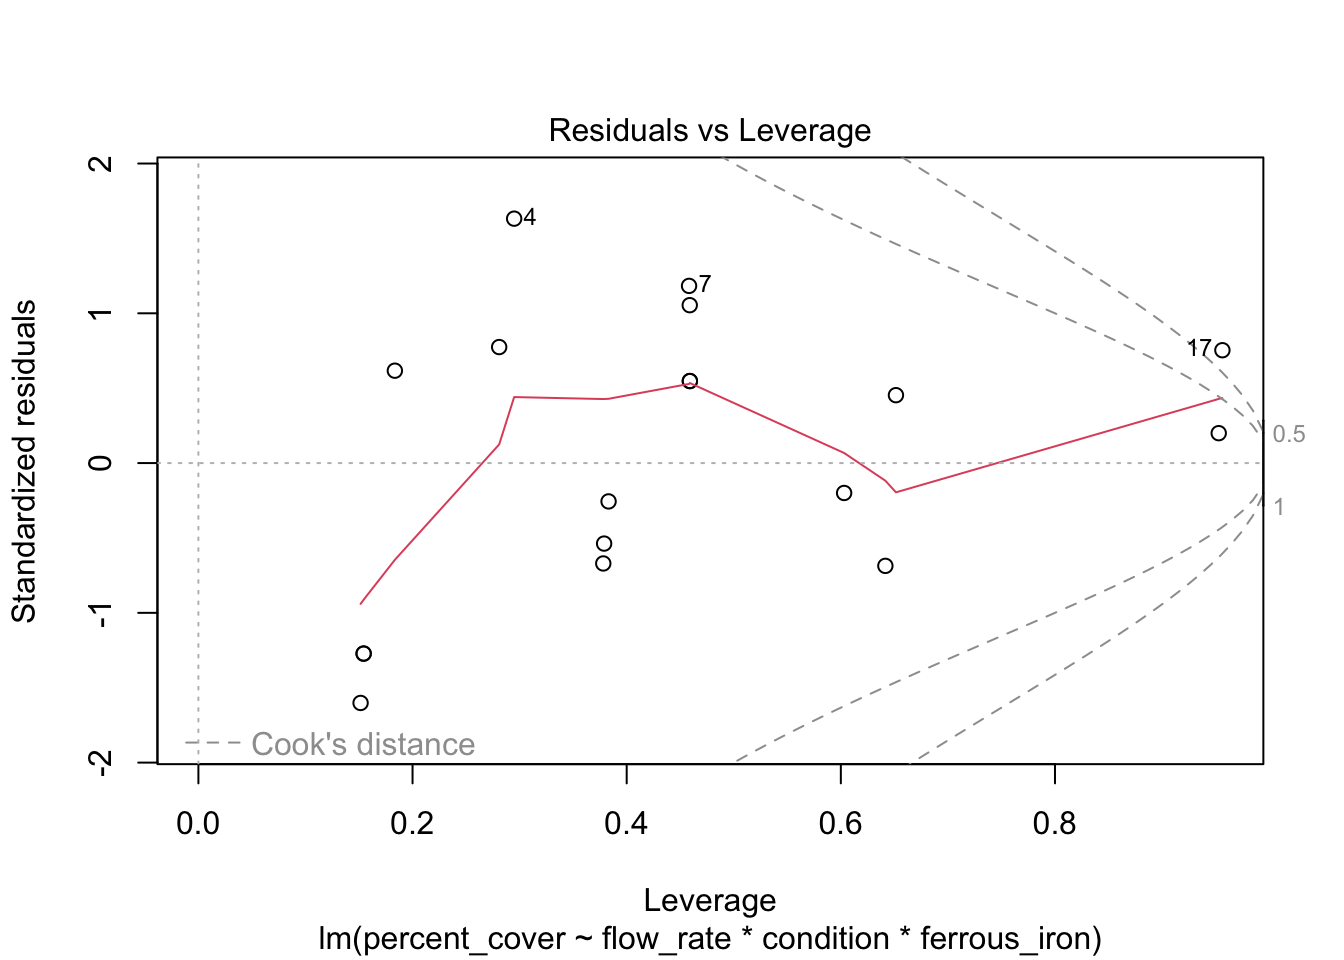 Residuals vs Leverage
Standardized residuals
2
1
0
-1
-2
4
7
17
0.5
1
Cook's distance
0.0 0.2 0.4 0.6 0.8
Leverage
lm(percent_cover ~ flow_rate * condition * ferrous_iron)